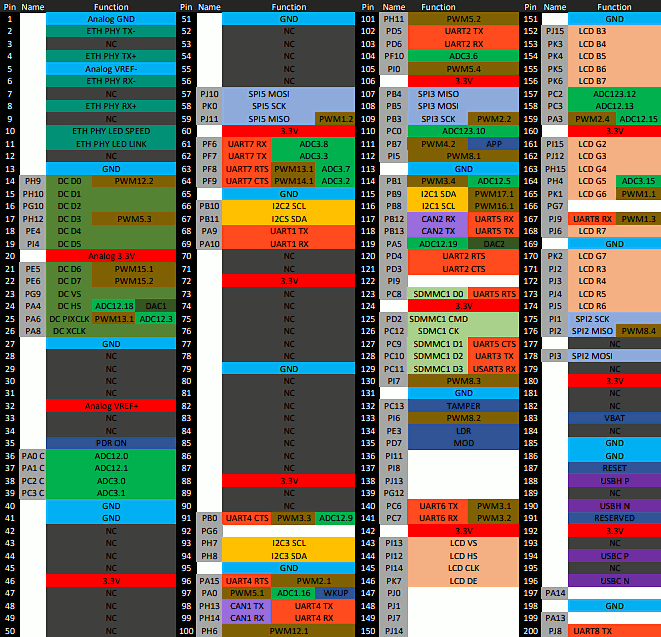 Pin Name Function
1 Analog GND
2 ETH PHY TX-
3 NC
4 ETH PHY TX+
5 Analog VREF-
6 ETH PHY RX-
7 NC
8 ETH PHY RX+
9 NC
10 ETH PHY LED SPEED
11 ETH PHY LED LINK
12 NC
13 GND
14 PH9 DC D0 PWM12.2
15 PH10 DC D1
16 PG10 DC D2
17 PH12 DC D3 PWM5.3
18 PE4 DC D4
19 PI4 DC D5
20 Analog 3.3V
21 PE5 DC D6 PWM15.1
22 PE6 DC D7 PWM15.2
23 PG9 DC VS
24 PA4 DC HS ADC12.18 DAC1
25 PA6 DC PIXCLK PWM13.1 ADC12.3
26 PA8 DC XCLK
27 GND
28 NC
29 NC
30 NC
31 NC
32 Analog VREF+
33 NC
34 NC
35 PDR ON
36 PA0 C ADC12.0
37 PA1 C ADC12.1
38 PC2 C ADC3.0
39 PC3 C ADC3.1
40 GND
41 GND
42 NC
43 NC
44 NC
45 NC
46 3.3V
47 NC
48 NC
49 NC
50 NC
Pin Name Function
51 GND
52 NC
53 NC
54 NC
55 NC
56 NC
57 PJ10 SPI5 MOSI
58 PK0 SPI5 SCK
59 PJ11 SPI5 MISO PWM1.2
60 3.3V
61 PF6 UART7 RX ADC3.8
62 PF7 UART7 TX ADC3.3
63 PF8 UART7 RTS PWM13.1 ADC3.7
64 PF9 UART7 CTS PWM14.1 ADC3.2
65 GND
66 PB10 I2C2 SCL
67 PB11 I2C5 SDA
68 PA9 UART1 TX
69 PA10 UART1 RX
70 NC
71 NC
72 3.3V
73 NC
74 NC
75 NC
76 NC
77 NC
78 NC
79 GND
80 NC
81 NC
82 NC
83 NC
84 NC
85 NC
86 NC
87 NC
88 3.3V
89 NC
90 NC
91 PB0 UART4 CTS PWM3.3 ADC12.9
92 PG6
93 PH7 I2C3 SCL
94 PH8 I2C3 SDA
95 GND
96 PA15 UART4 RTS PWM2.1
97 PA0 PWM5.1 ADC1.16 WKUP
98 PH13 CAN1 TX UART4 TX
99 PH14 CAN1 RX UART4 RX
100 PH6 PWM12.1
Pin Name Function
101 PH11 PWM5.2
102 PD5 UART2 TX
103 PD6 UART2 RX
104 PF10 ADC3.6
105 PI0 PWM5.4
106 3.3V
107 PB4 SPI3 MISO
108 PB5 SPI3 MOSI
109 PB3 SPI3 SCK PWM2.2
110 PC0 ADC123.10
111 PB7 PWM4.2 APP
112 PI5 PWM8.1
113 GND
114 PB1 PWM3.4 ADC12.5
115 PB9 I2C1 SDA PWM17.1
116 PB8 I2C1 SCL PWM16.1
117 PB12 CAN2 RX UART5 RX
118 PB13 CAN2 TX UART5 TX
119 PA5 ADC12.19 DAC2
120 PD4 UART2 RTS
121 PD3 UART2 CTS
122 PI9
123 PC8 SDMMC1 D0 UART5 RTS
124 3.3V
125 PD2 SDMMC1 CMD
126 PC12 SDMC1 CK
127 PC9 SDMMC1 D1 UART5 CTS
128 PC10 SDMMC1 D2 UART3 TX
129 PC11 SDMMC1 D3 USART3 RX
130 PI7 PWM8.3
131 GND
132 PC13 TAMPER
133 PI6 PWM8.2
134 PE3 LDR
135 PD7 MOD
136 PI11
137 PI8
138 PJ13
139 PG12
140 PC6 UART6 TX PWM3.1
141 PC7 UART6 RX PWM3.2
142 3.3V
143 PI13 LCD VS
144 PI12 LCD HS
145 PI14 LCD CLK
146 PK7 LCD DE
147 PJ0
148 PJ1
149 PJ7
150 PJ14
Pin Name Function
151 GND
152 PJ15 LCD B3
153 PK3 LCD B4
154 PK4 LCD B5
155 PK5 LCD B6
156 PK6 LCD B7
157 PC2 ADC123.12
158 PC3 ADC12.13
159 PA3 PWM2.4 ADC12.15
160 3.3V
161 PI15 LCD G2
162 PJ12 LCD G3
163 PH15 LCD G4
164 PH4 LCD G5 ADC3.15
165 PK1 LCD G6 PWM1.1
166 PG7
167 PJ9 UART8 RX PWM1.3
168 PJ6 LCD R7
169 GND
170 PK2 LCD G7
171 PJ2 LCD R3
172 PJ3 LCD R4
173 PJ4 LCD R5
174 PJ5 LCD R6
175 PI1 SPI2 SCK
176 PI2 SPI2 MISO PWM8.4
177 NC
178 PI3 SPI2 MOSI
179 NC
180 3.3V
181 NC
182 NC
183 VBAT
184 NC
185 GND
186 GND
187 RESET
188 USBH P
189 NC
190 USBH N
191 RESERVED
192 3.3V
193 NC
194 USBC P
195 NC
196 USBC N
197 PA14
198 GND
199 PA13
200 PJ8 UART8 TX